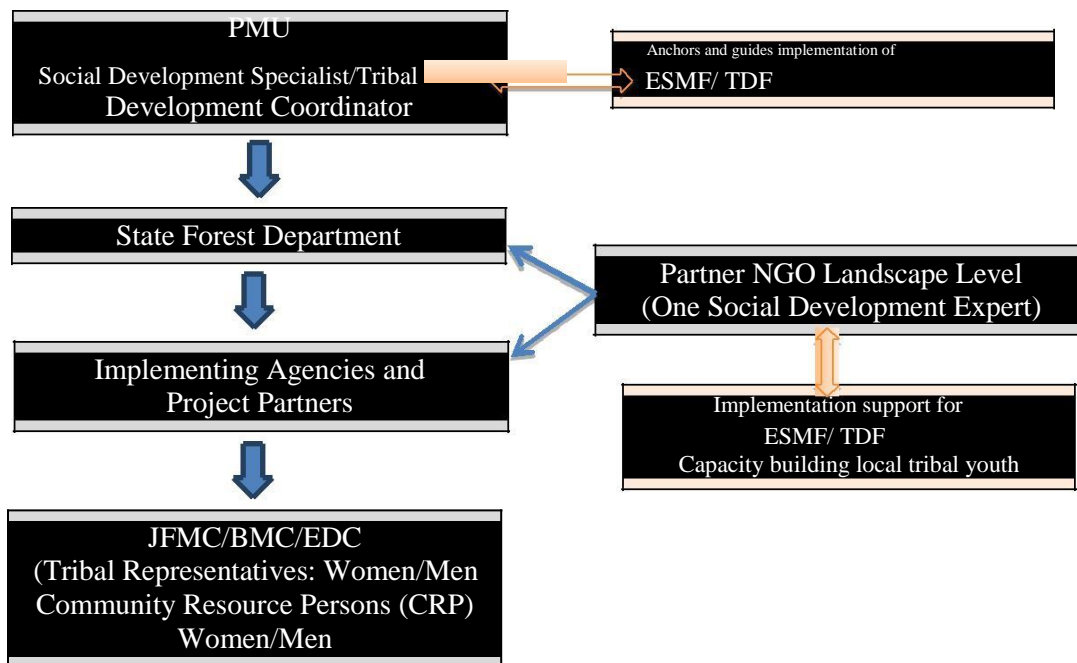 PMU
Social Development Specialist/Tribal
Development Coordinator
Anchors and guides implementation of
ESMF/ TDF
State Forest Department
Partner NGO Landscape Level
(One Social Development Expert)
Implementing Agencies and
Project Partners
Implementation support for
ESMF/ TDF
Capacity building local tribal youth
JFMC/BMC/EDC
(Tribal Representatives: Women/Men
Community Resource Persons (CRP)
Women/Men